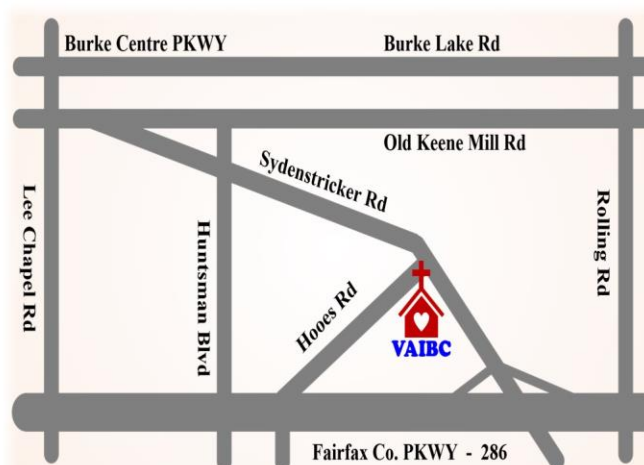 Burke Centre PKWY
Burke Lake Rd
Old Keene Mill Rd
Sydenstricker Rd
Lee Chapel Rd
Huntsman Blvd
Rolling Rd
Hooes Rd
VAIBC
Fairfax Co. PKWY - 286